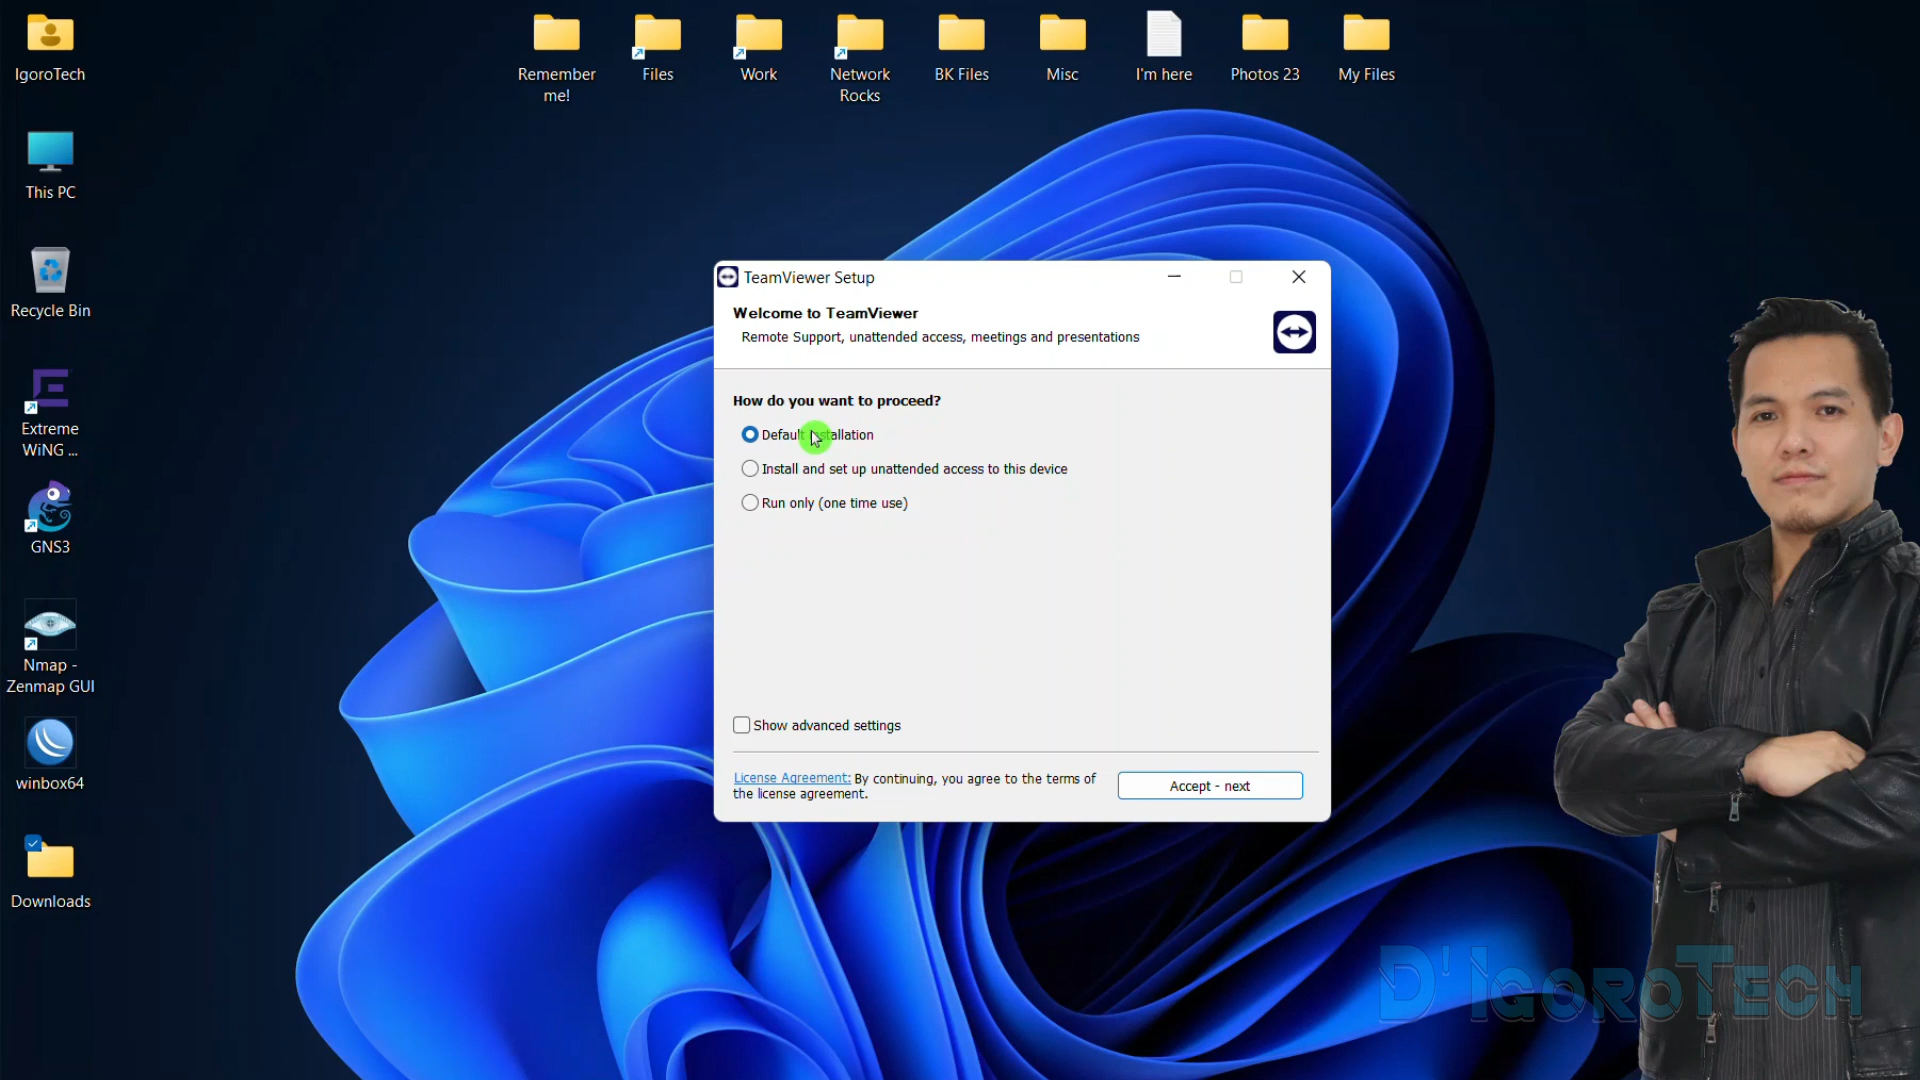 IgoroTech
Remember
me!
Files
Work
Network
Rocks
BK Files
Misc
I'm here
Photos 23
My Files
This PC
Recycle Bin
Extreme
WiNG ...
GNS3
Nmap -
Zenmap GUI
winbox64
Downloads
TeamViewer Setup
Welcome to TeamViewer
Remote Support, unattended access, meetings and presentations
How do you want to proceed?
Default installation
Install and set up unattended access to this device
Run only (one time use)
Show advanced settings
License Agreement: By continuing, you agree to the terms of
the license agreement.
Accept - next
D'IgoroTech